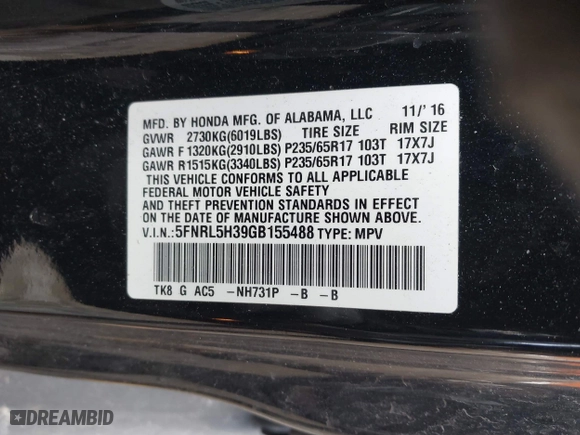 MFD. BY HONDA MFG. OF ALABAMA, LLC 11/'16
GVWR 2730KG(6019LBS) TIRE SIZE RIM SIZE
GAWR F1320KG(2910LBS) P235/65R17 103T 17X7J
GAWR R1515KG(3340LBS) P235/65R17 103T 17X7J
THIS VEHICLE CONFORMS TO ALL APPLICABLE
FEDERAL MOTOR VEHICLE SAFETY
AND THEFT PREVENTION STANDARDS IN EFFECT
ON THE DATE OF MANUFACTURE SHOWN ABOVE.
V.I.N.:5FNRL5H39GB155488 TYPE: MPV
TK8 G AC5 -NH731P -B -B
DREAMBID